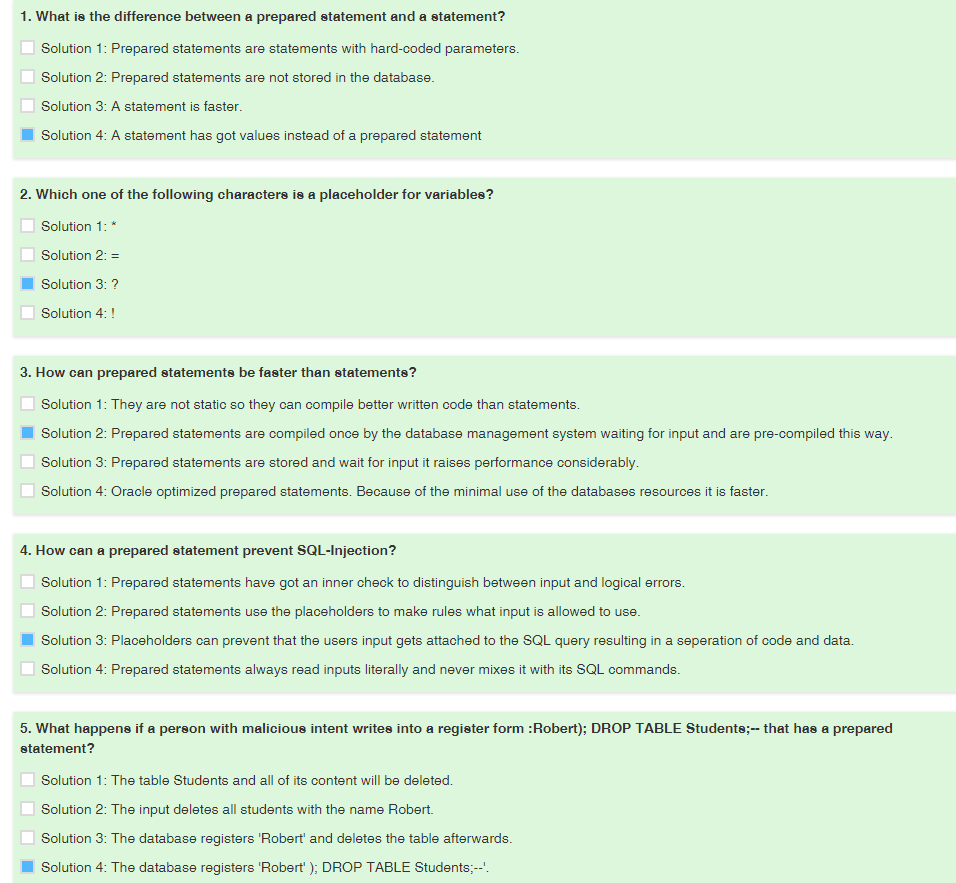 1. What is the difference between a prepared statement and a statement?
Solution 1: Prepared statements are statements with hard-coded parameters.
Solution 2: Prepared statements are not stored in the database.
Solution 3: A statement is faster.
Solution 4: A statement has got values instead of a prepared statement
2. Which one of the following characters is a placeholder for variables?
Solution 1: *
Solution 2: =
Solution 3: ?
Solution 4: !
3. How can prepared statements be faster than statements?
Solution 1: They are not static so they can compile better written code than statements.
Solution 2: Prepared statements are compiled once by the database management system waiting for input and are pre-compiled this way.
Solution 3: Prepared statements are stored and wait for input it raises performance considerably.
Solution 4: Oracle optimized prepared statements. Because of the minimal use of the databases resources it is faster.
4. How can a prepared statement prevent SQL-Injection?
Solution 1: Prepared statements have got an inner check to distinguish between input and logical errors.
Solution 2: Prepared statements use the placeholders to make rules what input is allowed to use.
Solution 3: Placeholders can prevent that the users input gets attached to the SQL query resulting in a seperation of code and data.
Solution 4: Prepared statements always read inputs literally and never mixes it with its SQL commands.
5. What happens if a person with malicious intent writes into a register form :Robert); DROP TABLE Students;-- that has a prepared
statement?
Solution 1: The table Students and all of its content will be deleted.
Solution 2: The input deletes all students with the name Robert.
Solution 3: The database registers 'Robert' and deletes the table afterwards.
Solution 4: The database registers 'Robert' ); DROP TABLE Students;--'.